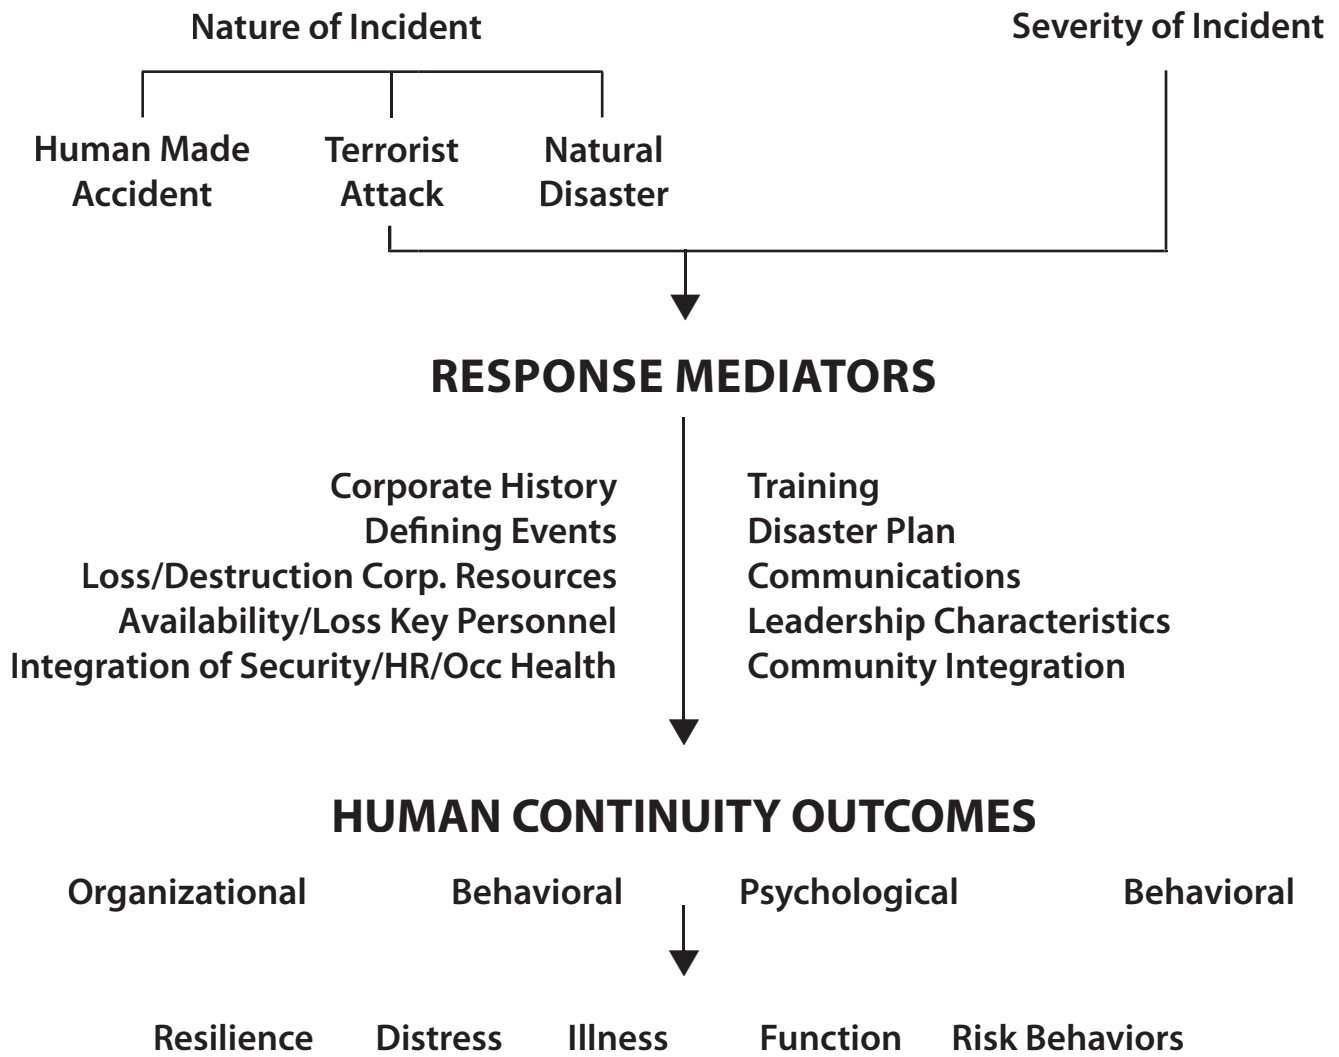 Nature of Incident
Severity of Incident
Human Made
Accident
Terrorist
Attack
Natural
Disaster
RESPONSE MEDIATORS
Corporate History
Defining Events
Loss/Destruction Corp. Resources
Availability/Loss Key Personnel
Integration of Security/HR/Occ Health
Training
Disaster Plan
Communications
Leadership Characteristics
Community Integration
HUMAN CONTINUITY OUTCOMES
Organizational Behavioral Psychological Behavioral
Resilience Distress Illness Function Risk Behaviors